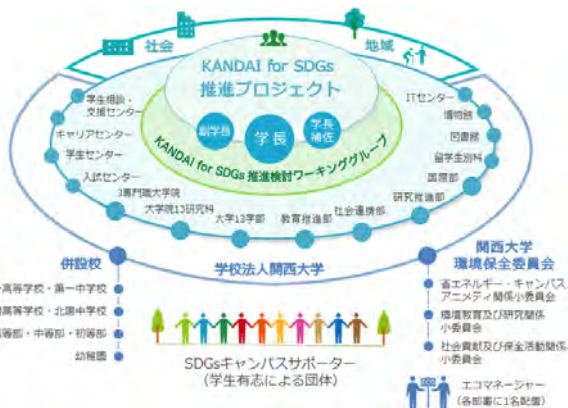 社会
地域
KANDAI for SDGs
推進プロジェクト
副学長
学長
学長
補佐
KANDAI for SDGs 推進検討ワーキンググループ
学生相談・
支援センター
キャリアセンター
学生センター
入試センター
3専門職大学院
大学院13研究科
大学13学部
教育推進部
社会連携部
研究推進部
国際部
留学生別科
図書館
博物館
ITセンター
学校法人関西大学
併設校
高等学校・第一中学校
高等学校・北陽中学校
高等部・中等部・初等部
幼稚園
関西大学
環境保全委員会
省エネルギー・キャンパス
アニメティ関係小委員会
環境教育及び研究関係
小委員会
社会貢献及び保全活動関係
小委員会
SDGsキャンパスサポーター
(学生有志による団体)
エコマネージャー
(各部署に1名配置)